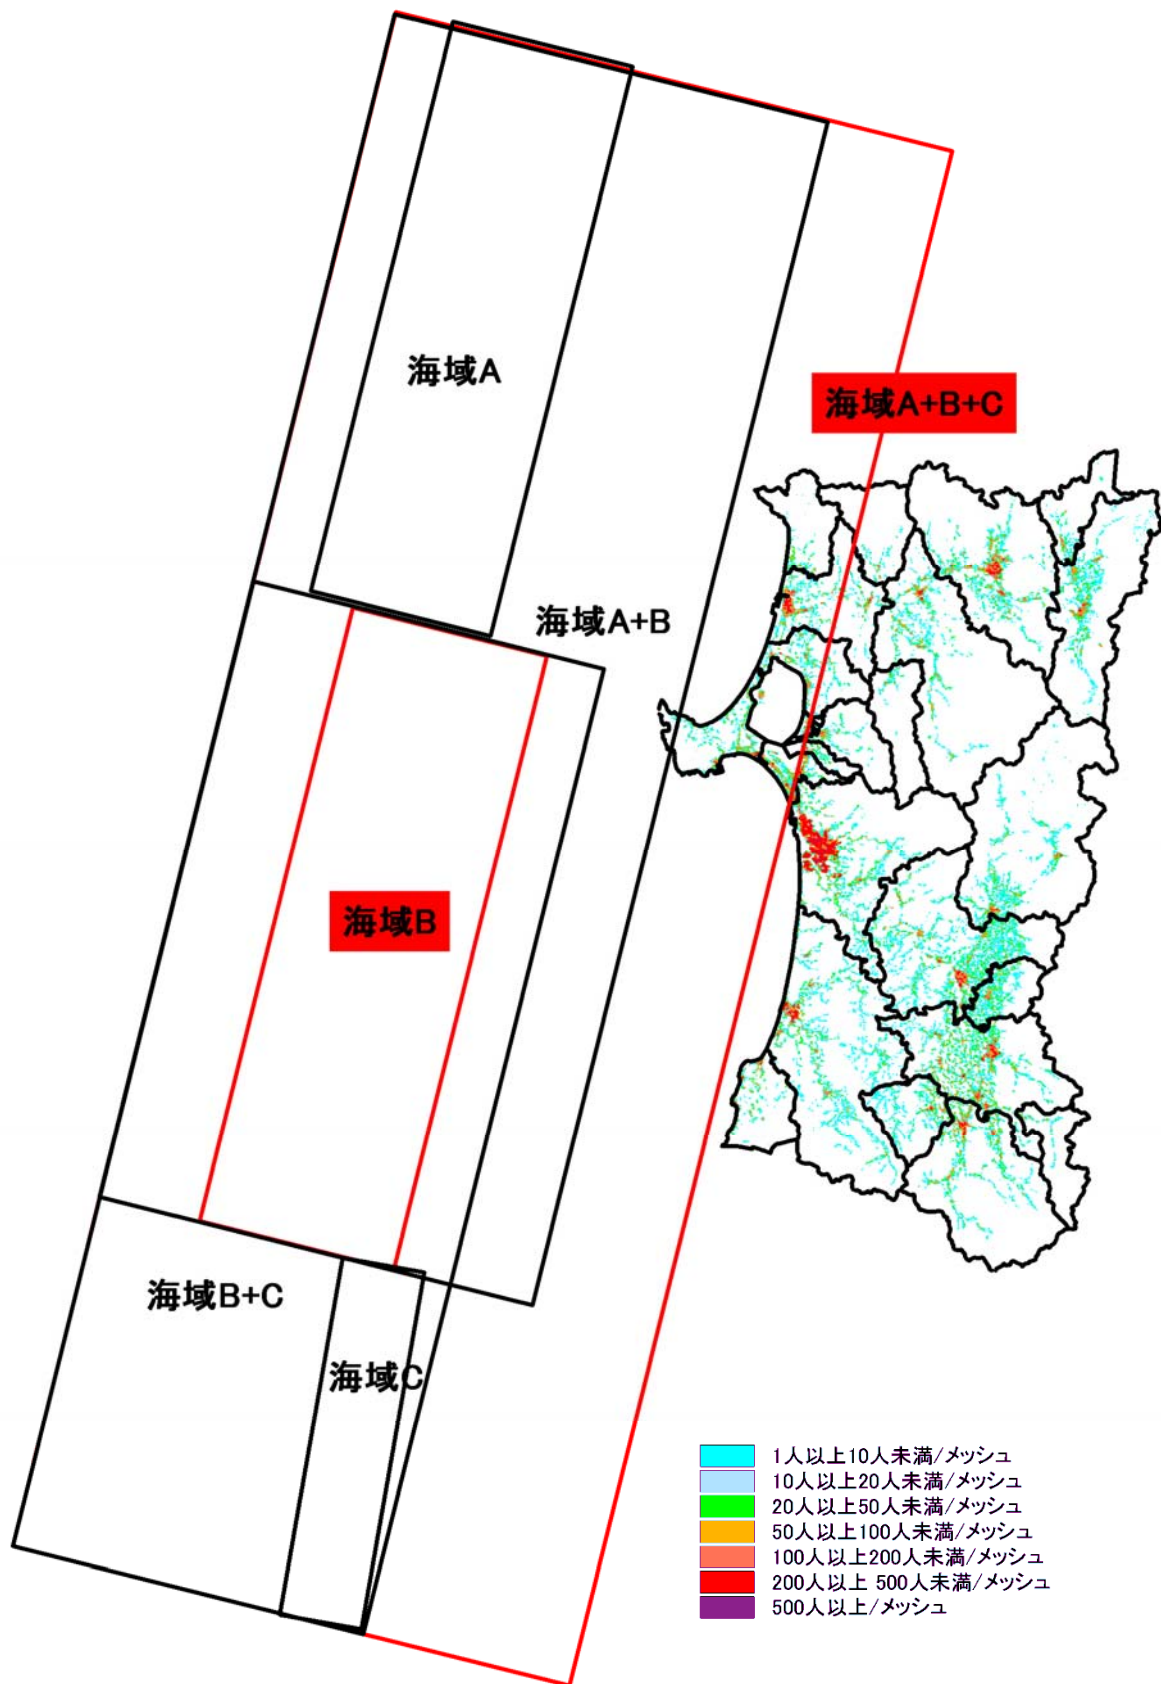 海域A
海域A+B+C
海域A+B
海域B
海域B+C
海域C
1人以上10人未満/メッシュ
10人以上20人未満/メッシュ
20人以上50人未満/メッシュ
50人以上100人未満/メッシュ
100人以上200人未満/メッシュ
200人以上 500人未満/メッシュ
500人以上/メッシュ